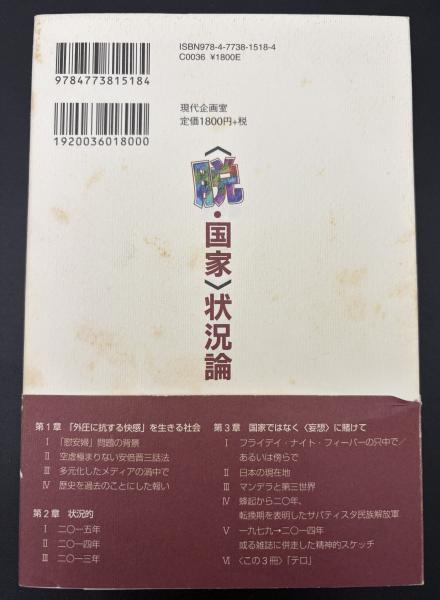 ISBN978-4-7738-1518-4
C0036 ¥1800E
9784773815184
現代企画室
定価1800円+税
1920036018000
〈脱・国家〉状況論
第1章 「外圧に抗する快感」を生きる社会
Ⅰ 「慰安婦」問題の背景
Ⅱ 空虚極まりない安倍晋三話法
Ⅲ 多元化したメディアの渦中で
Ⅳ 歴史を過去のことにした報い
第2章 状況的
Ⅰ 二〇一五年
Ⅱ 二〇一四年
Ⅲ 二〇一三年
第3章 国家ではなく〈妄想〉に賭けて
Ⅰ フライデイ・ナイト・フィーバーの只中で/
あるいは傍らで
Ⅱ 日本の現在地
Ⅲ マンデラと第三世界
Ⅳ 蜂起から二〇年、
転換期を表明したサパティスタ民族解放軍
Ⅴ 一九七九→二〇一四年
或る雑誌に併走した精神的スケッチ
Ⅵ 〈この3冊〉「テロ」